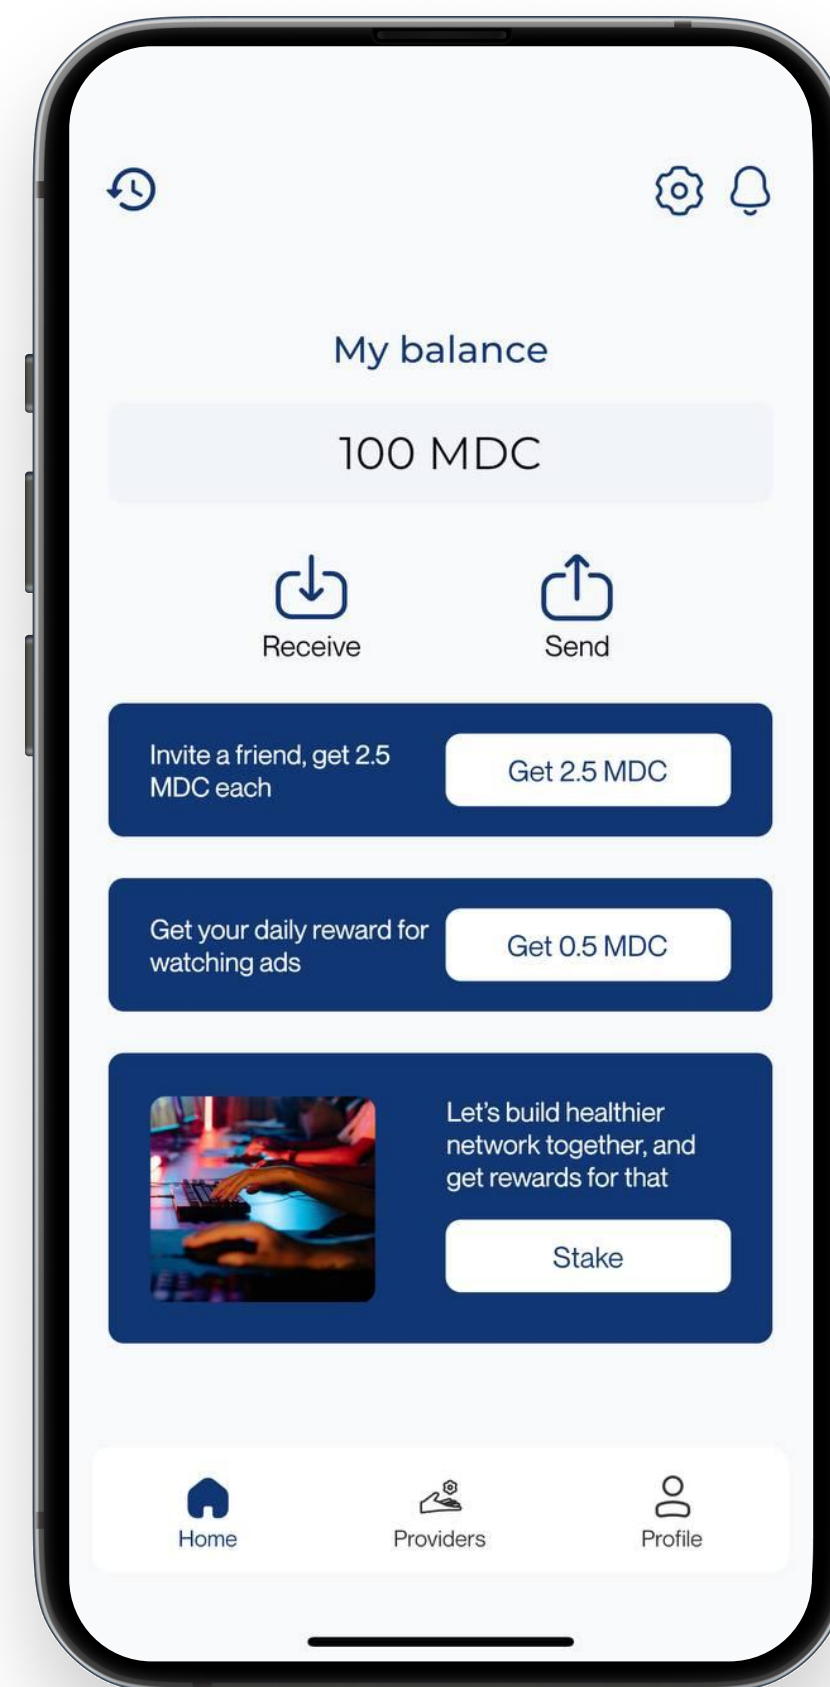 My balance
100 MDC
Receive
Send
Invite a friend, get 2.5
MDC each
Get 2.5 MDC
Get your daily reward for
watching ads
Get 0.5 MDC
Let's build healthier
network together, and
get rewards for that
Stake
Home
Providers
Profile